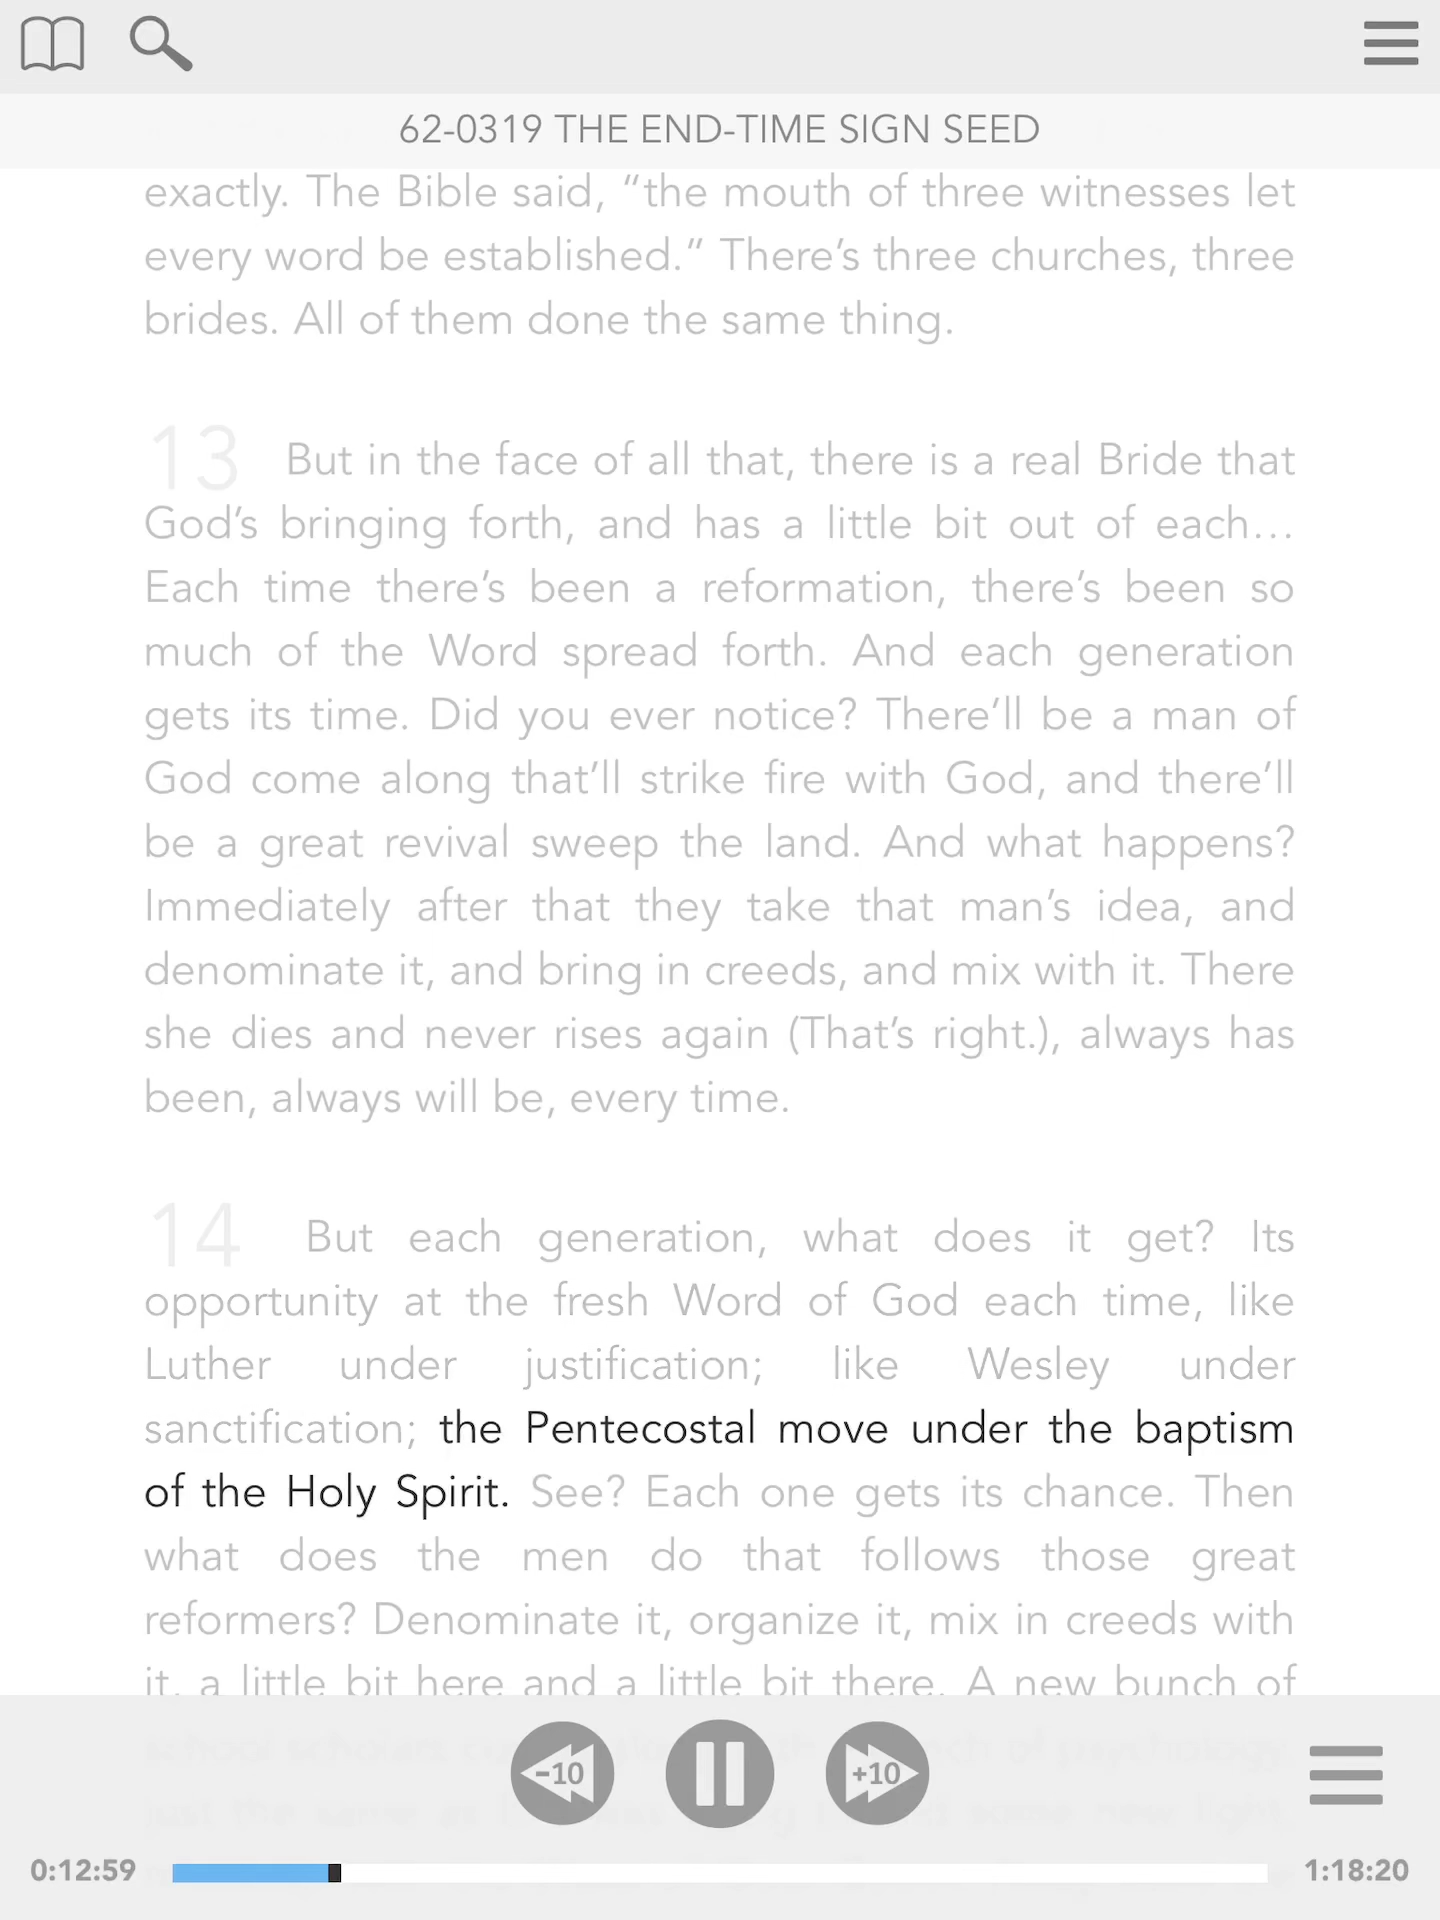 62-0319 THE END-TIME SIGN SEED
exactly. The Bible said, “the mouth of three witnesses let
every word be established.” There’s three churches, three
brides. All of them done the same thing.
13 But in the face of all that, there is a real Bride that
God’s bringing forth, and has a little bit out of each…
Each time there’s been a reformation, there’s been so
much of the Word spread forth. And each generation
gets its time. Did you ever notice? There’ll be a man of
God come along that’ll strike fire with God, and there’ll
be a great revival sweep the land. And what happens?
Immediately after that they take that man’s idea, and
denominate it, and bring in creeds, and mix with it. There
she dies and never rises again (That’s right.), always has
been, always will be, every time.
14 But each generation, what does it get? Its
opportunity at the fresh Word of God each time, like
Luther under justification; like Wesley under
sanctification; the Pentecostal move under the baptism
of the Holy Spirit. See? Each one gets its chance. Then
what does the men do that follows those great
reformers? Denominate it, organize it, mix in creeds with
it, a little bit here and a little bit there. A new bunch of
-10 +10
0:12:59 1:18:20